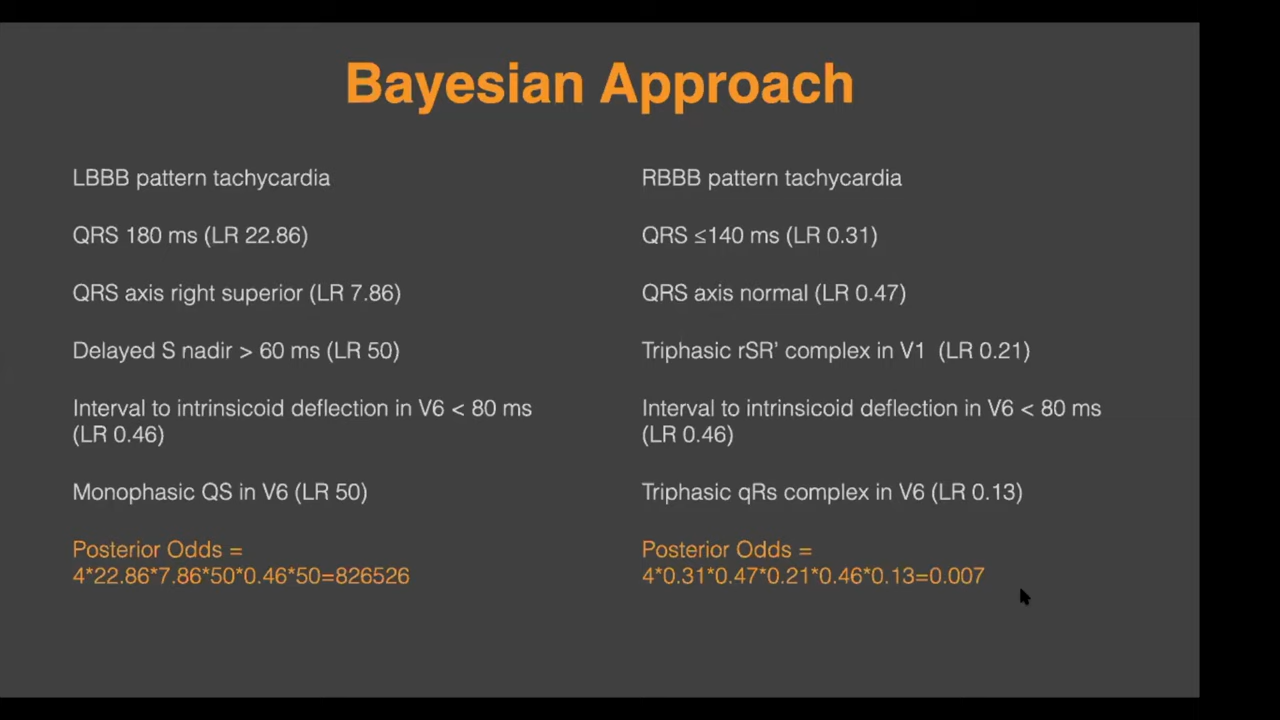 Bayesian Approach
LBBB pattern tachycardia
QRS 180 ms (LR 22.86)
QRS axis right superior (LR 7.86)
Delayed S nadir > 60 ms (LR 50)
Interval to intrinsicoid deflection in V6 < 80 ms
(LR 0.46)
Monophasic QS in V6 (LR 50)
Posterior Odds =
4*22.86*7.86*50*0.46*50=826526
RBBB pattern tachycardia
QRS ≤140 ms (LR 0.31)
QRS axis normal (LR 0.47)
Triphasic rSR’ complex in V1  (LR 0.21)
Interval to intrinsicoid deflection in V6 < 80 ms
(LR 0.46)
Triphasic qRs complex in V6 (LR 0.13)
Posterior Odds =
4*0.31*0.47*0.21*0.46*0.13=0.007